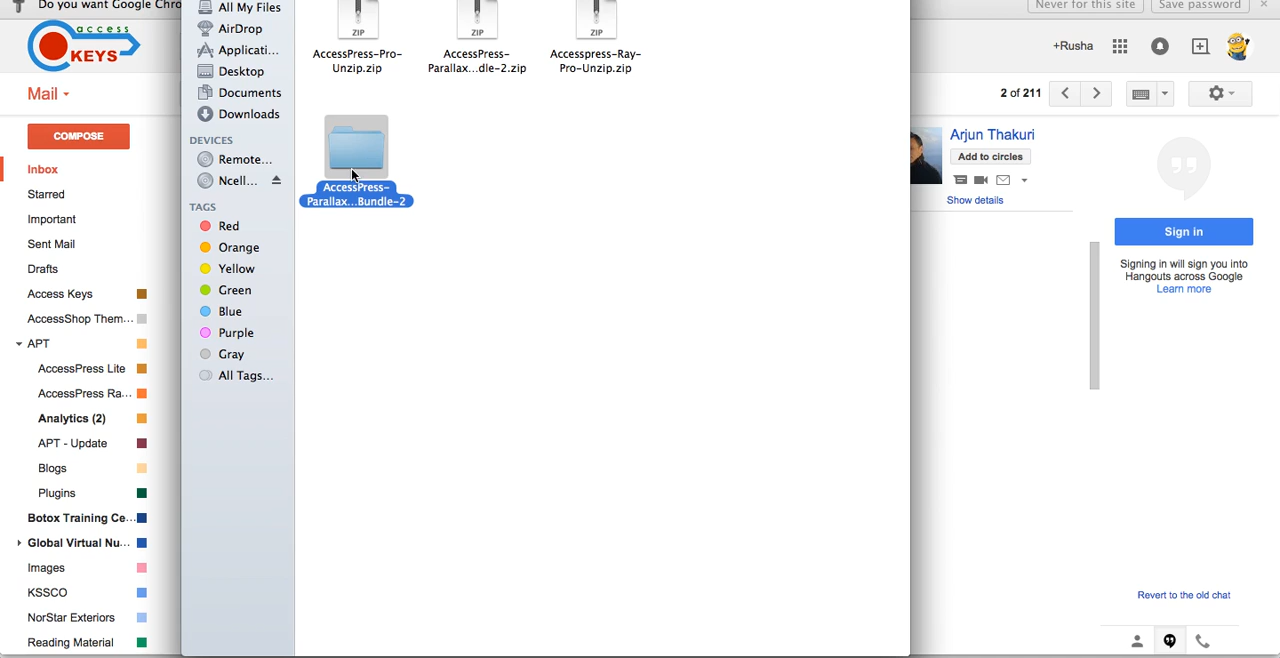 Do you want Google Chro
Never for this site
Save password
access
KEYS
+Rusha
Mail
2 of 211
COMPOSE
Inbox
Starred
Important
Sent Mail
Drafts
Access Keys
AccessShop Them...
APT
AccessPress Lite
AccessPress Ra...
Analytics (2)
APT - Update
Blogs
Plugins
Botox Training Ce...
Global Virtual Nu...
Images
KSSCO
NorStar Exteriors
Reading Material
All My Files
AirDrop
Applicati...
Desktop
Documents
Downloads
DEVICES
Remote...
Ncell...
TAGS
Red
Orange
Yellow
Green
Blue
Purple
Gray
All Tags...
ZIP
AccessPress-Pro-
Unzip.zip
ZIP
AccessPress-
Parallax...dle-2.zip
ZIP
Accesspress-Ray-
Pro-Unzip.zip
AccessPress-
Parallax...Bundle-2
Arjun Thakuri
Add to circles
Show details
Sign in
Signing in will sign you into
Hangouts across Google
Learn more
Revert to the old chat